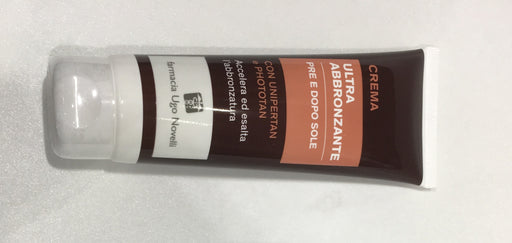 CREMA
ULTRA
ABBRONZANTE
PRE E DOPO SOLE
CON UNIPERTAN
e PHOTOTAN
Accelera ed esalta
l'abbronzatura
farmacia Ugo Novelli